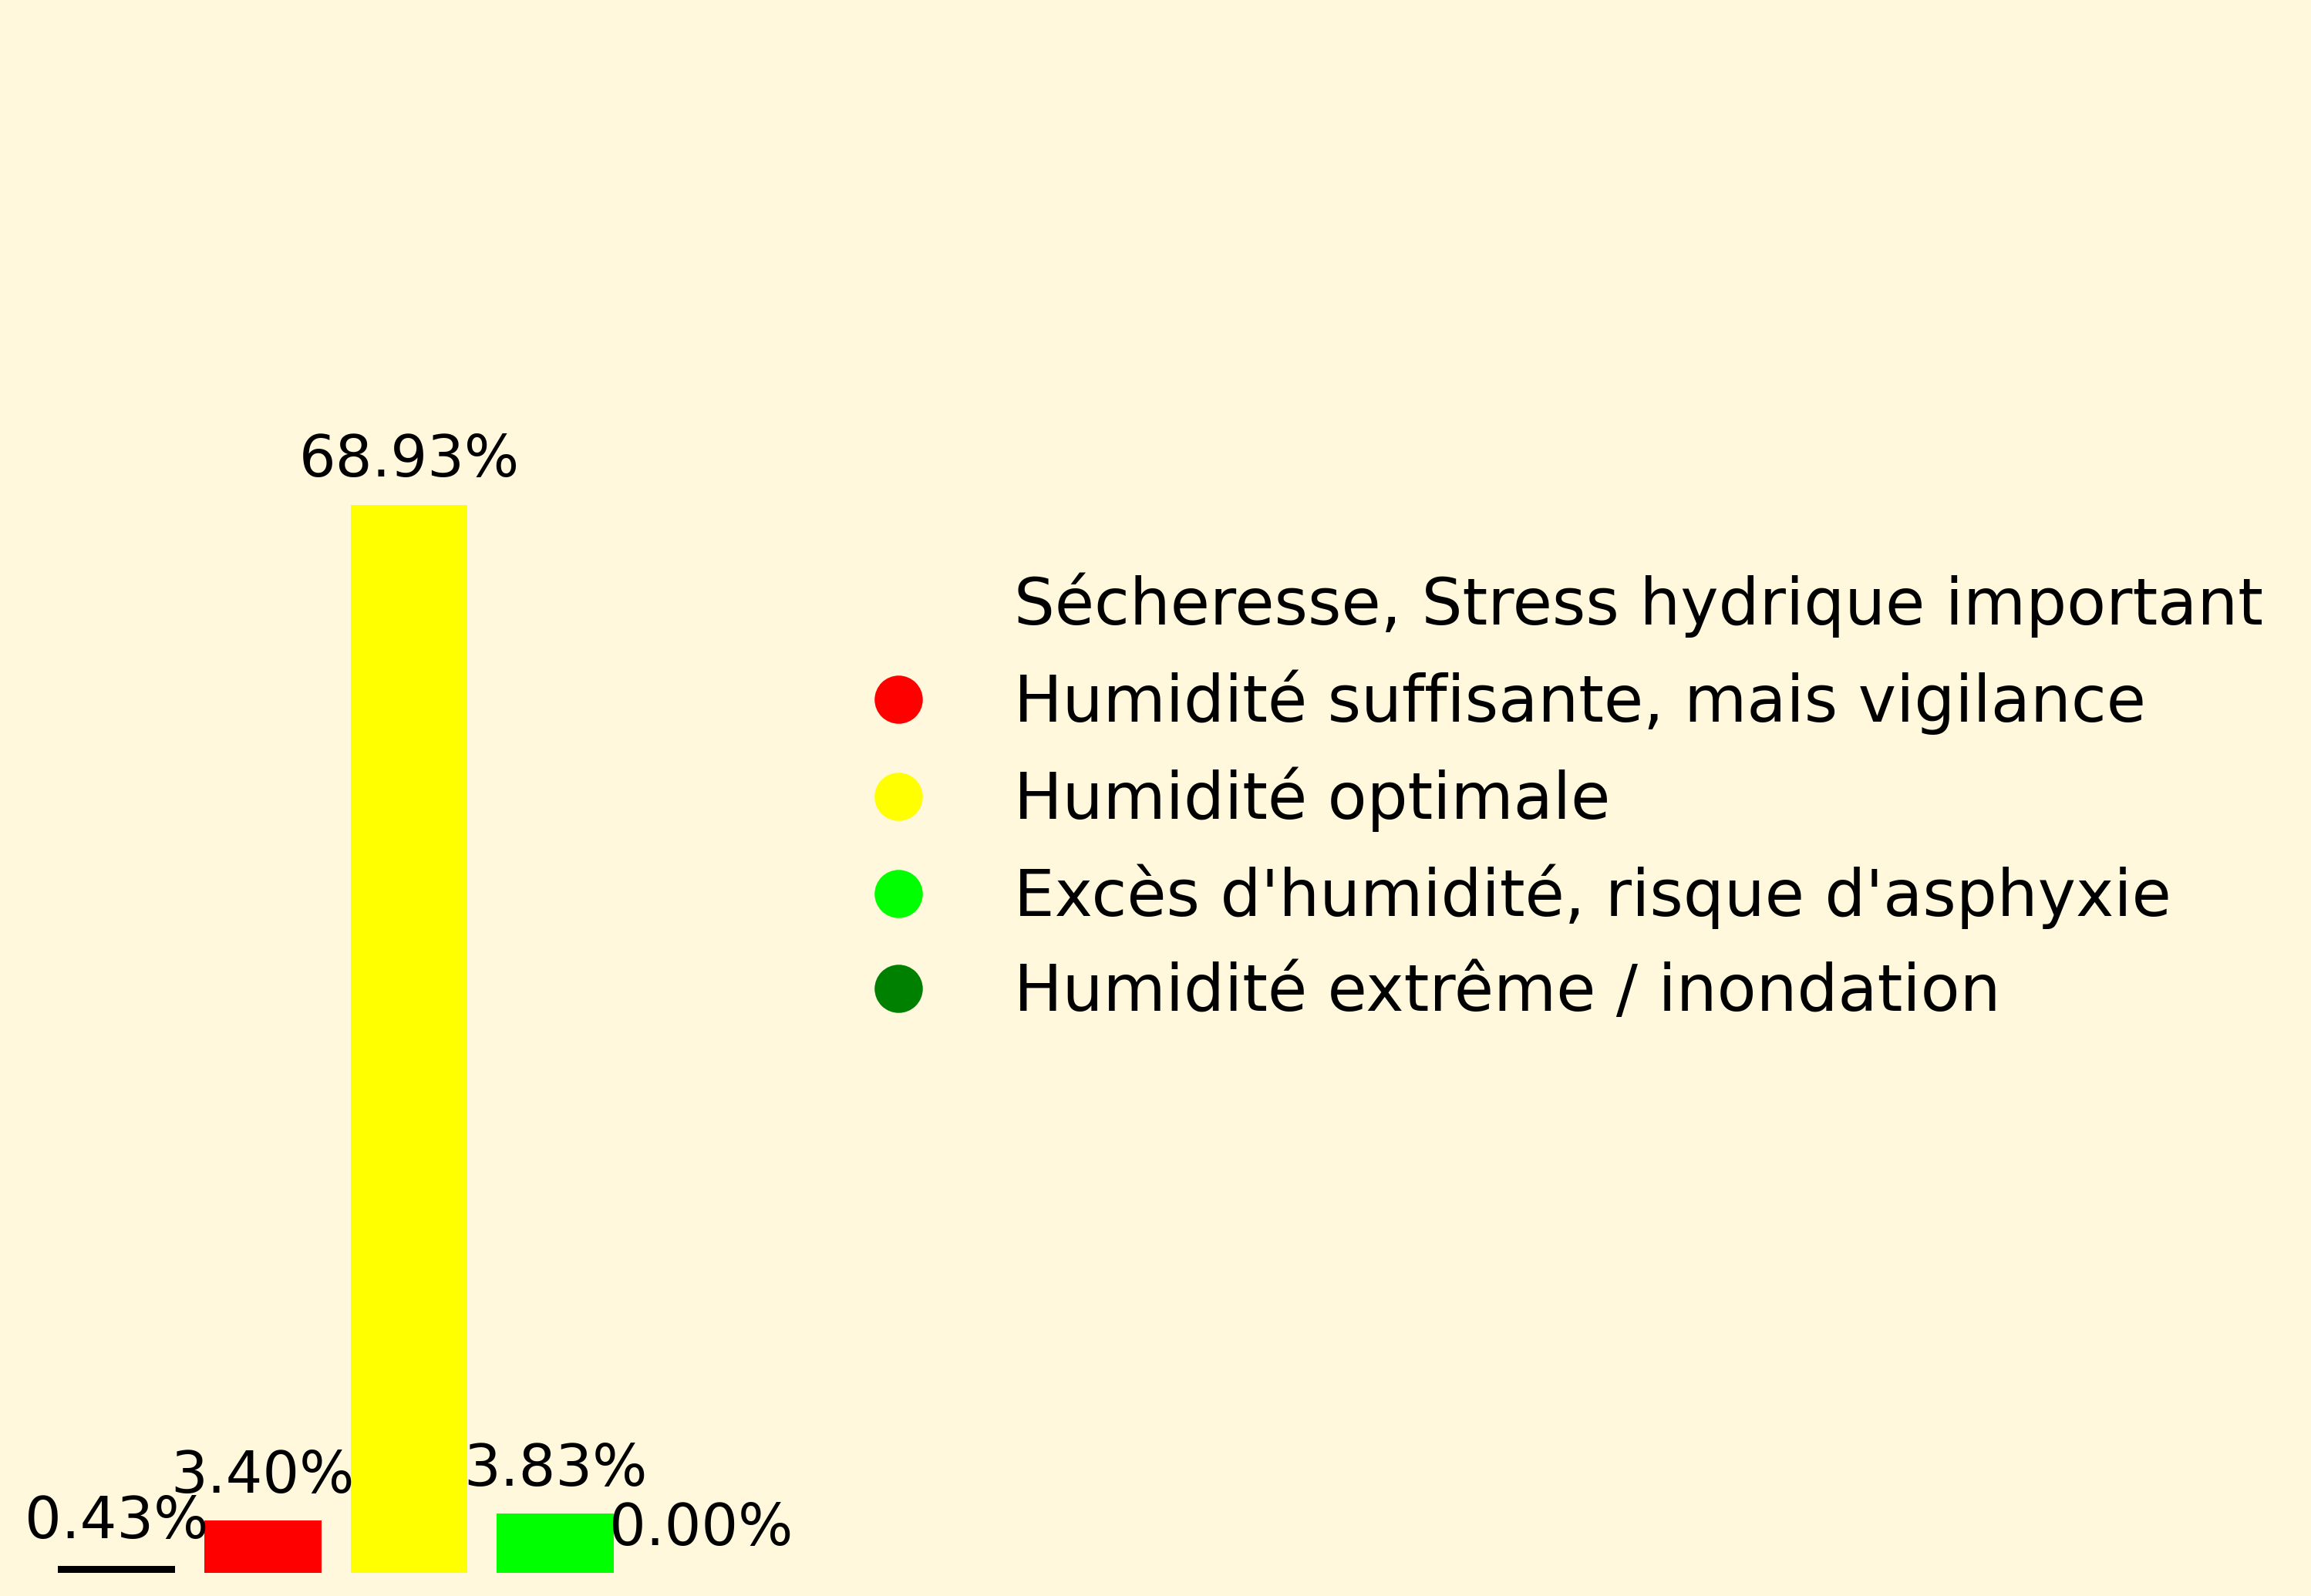 68.93%
3.40%
3.83%
0.43%
0.00%
Sécheresse, Stress hydrique important
Humidité suffisante, mais vigilance
Humidité optimale
Excès d'humidité, risque d'asphyxie
Humidité extrême / inondation